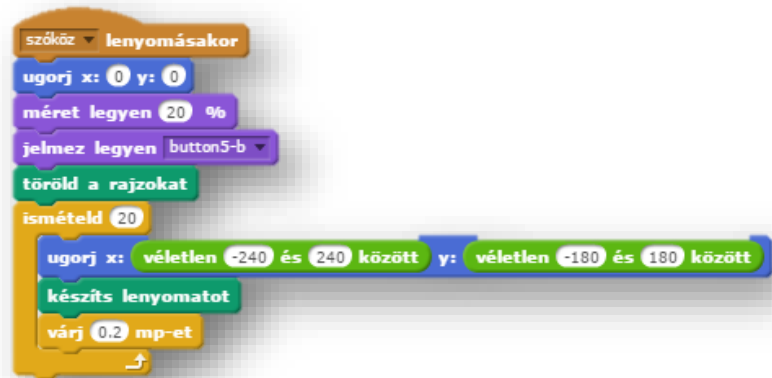 szóköz lenyomásakor
ugorj x: 0 y: 0
méret legyen 20 %
jelmez legyen button5-b
töröld a rajzokat
ismételd 20
ugorj x: véletlen -240 és 240 között y: véletlen -180 és 180 között
készíts lenyomatot
várj 0.2 mp-et